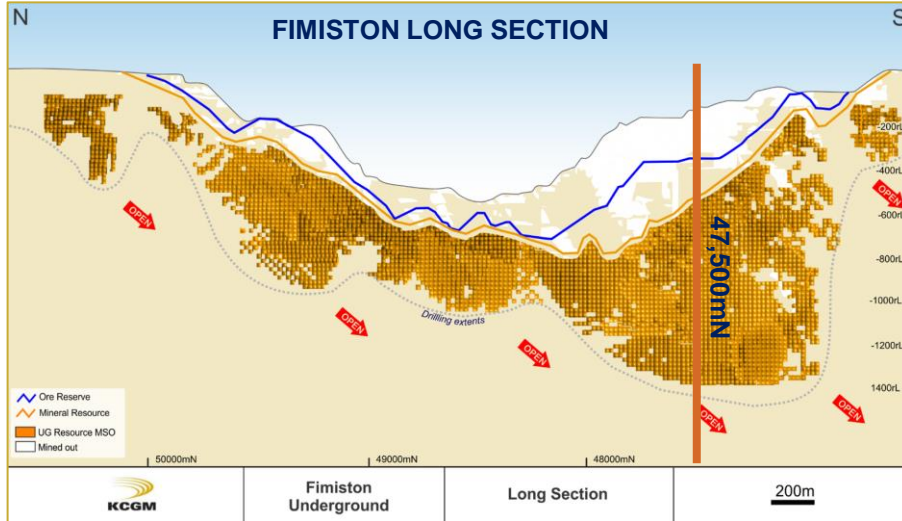 N
FIMISTON LONG SECTION
S
-200rL
-400rL
-600rL
-800rL
-1000rL
-1200rL
1400rL
OPEN
OPEN
OPEN
OPEN
OPEN
OPEN
47,500mN
Drilling extents
Ore Reserve
Mineral Resource
UG Resource MSO
Mined out
50000mN
49000mN
48000mN
KCGM
Fimiston
Underground
Long Section
200m